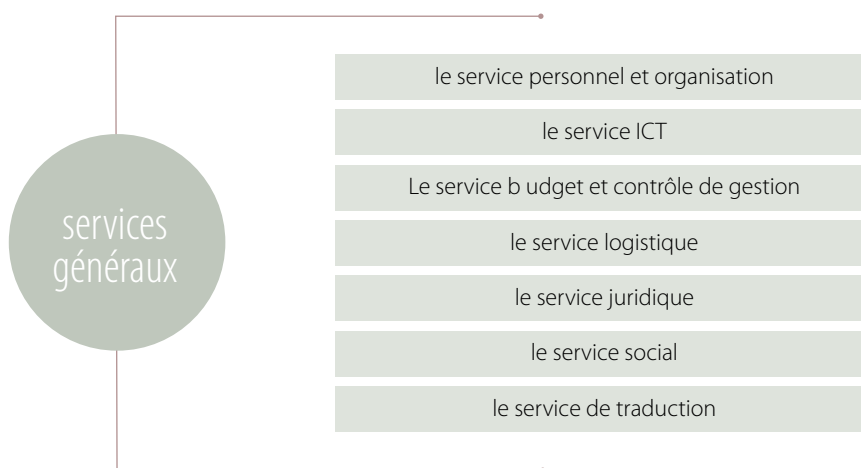 le service personnel et organisation
le service ICT
Le service b udget et contrôle de gestion
services
généraux
le service logistique
le service juridique
le service social
le service de traduction